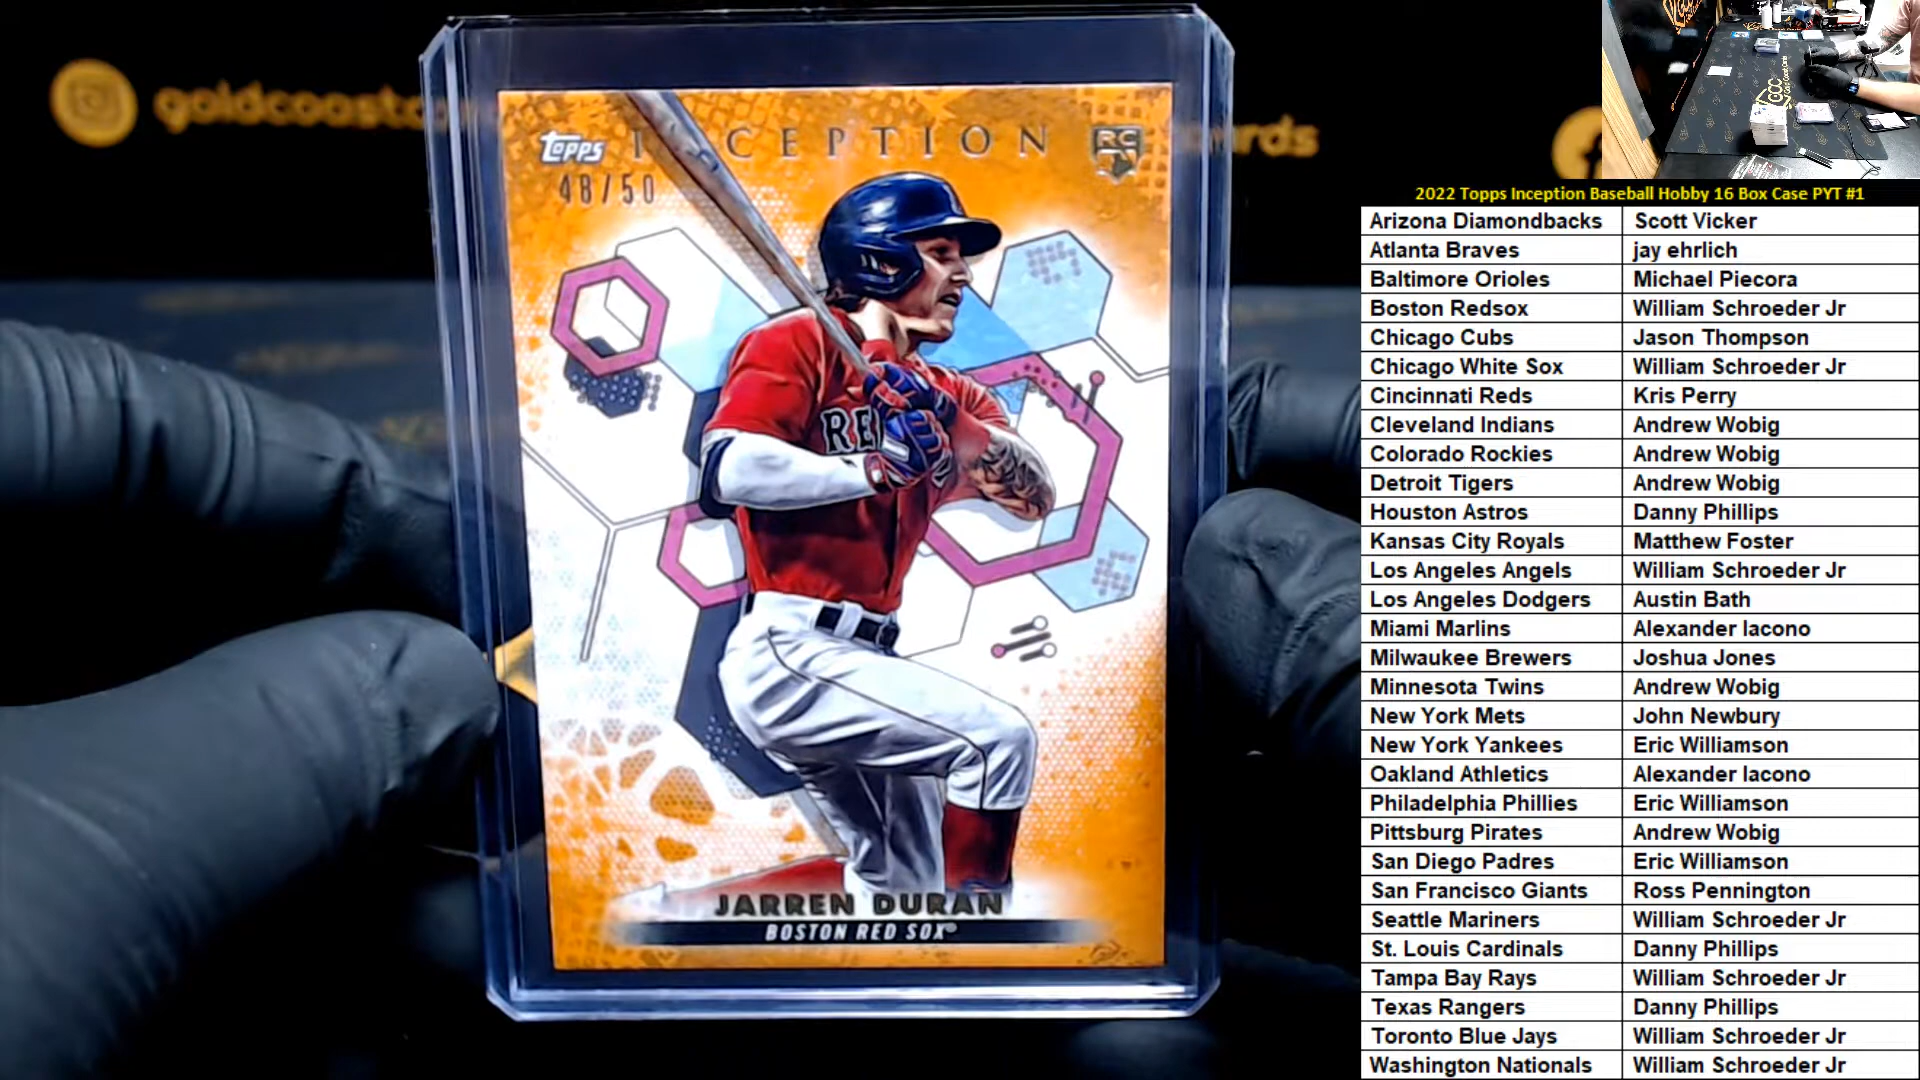 goldcoastca
ards
TOPPS INCEPTION RC
48/50
RE
JARREN DURAN
BOSTON RED SOX®
2022 Topps Inception Baseball Hobby 16 Box Case PYT #1
Arizona Diamondbacks Scott Vicker
Atlanta Braves jay ehrlich
Baltimore Orioles Michael Piecora
Boston Redsox William Schroeder Jr
Chicago Cubs Jason Thompson
Chicago White Sox William Schroeder Jr
Cincinnati Reds Kris Perry
Cleveland Indians Andrew Wobig
Colorado Rockies Andrew Wobig
Detroit Tigers Andrew Wobig
Houston Astros Danny Phillips
Kansas City Royals Matthew Foster
Los Angeles Angels William Schroeder Jr
Los Angeles Dodgers Austin Bath
Miami Marlins Alexander Iacono
Milwaukee Brewers Joshua Jones
Minnesota Twins Andrew Wobig
New York Mets John Newbury
New York Yankees Eric Williamson
Oakland Athletics Alexander Iacono
Philadelphia Phillies Eric Williamson
Pittsburg Pirates Andrew Wobig
San Diego Padres Eric Williamson
San Francisco Giants Ross Pennington
Seattle Mariners William Schroeder Jr
St. Louis Cardinals Danny Phillips
Tampa Bay Rays William Schroeder Jr
Texas Rangers Danny Phillips
Toronto Blue Jays William Schroeder Jr
Washington Nationals William Schroeder Jr